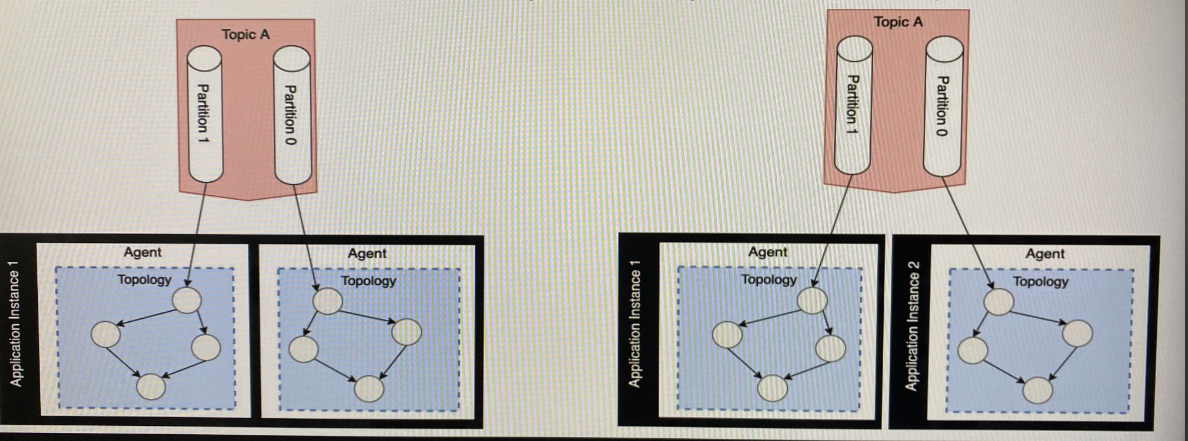 Topic A
Partition 1
Partition 0
Application Instance 1
Agent
Topology
Agent
Topology
Topic A
Partition 1
Partition 0
Application Instance 1
Agent
Topology
Application Instance 2
Agent
Topology